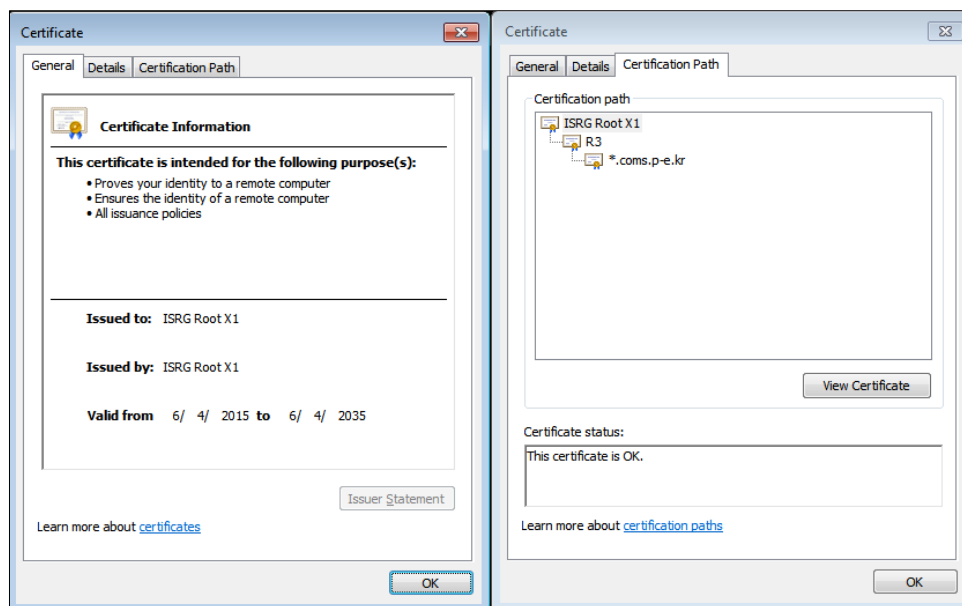 Certificate
General Details Certification Path
Certificate Information
This certificate is intended for the following purpose(s):
• Proves your identity to a remote computer
• Ensures the identity of a remote computer
• All issuance policies
Issued to: ISRG Root X1
Issued by: ISRG Root X1
Valid from 6/ 4/ 2015 to 6/ 4/ 2035
Issuer Statement
Learn more about certificates
OK
Certificate
General Details Certification Path
Certification path
ISRG Root X1
R3
*.coms.p-e.kr
View Certificate
Certificate status:
This certificate is OK.
Learn more about certification paths
OK